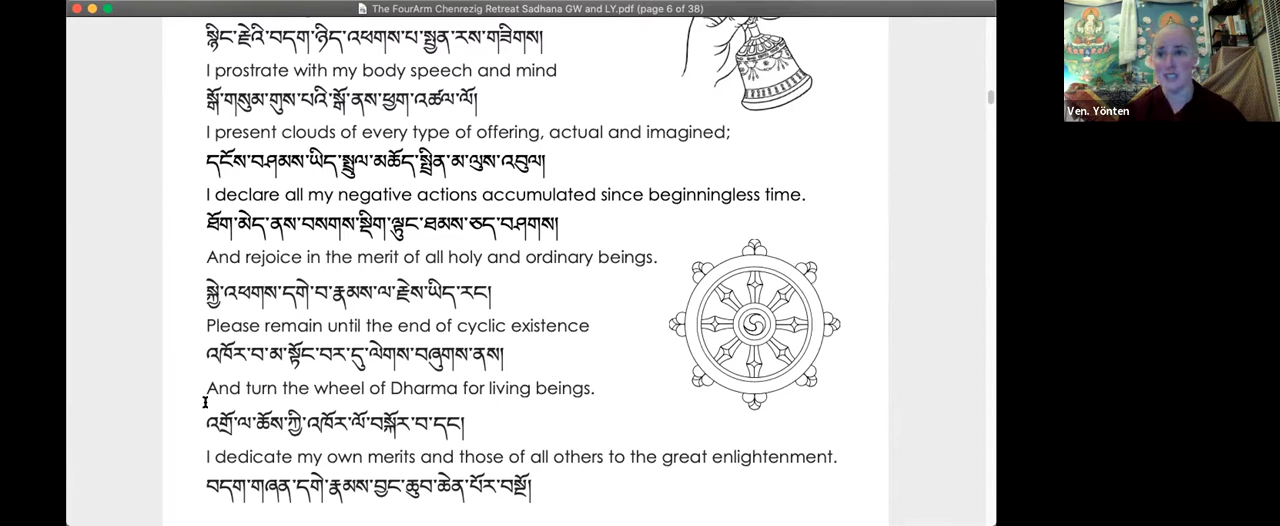 The FourArm Chenrezig Retreat Sadhana GW and LY.pdf (page 6 of 38)
Ven. Yönten
སྙིང་རྗེའི་བདག་ཉིད་འཕགས་པ་སྤྱན་རས་གཟིགས།
I prostrate with my body speech and mind
སྒོ་གསུམ་གུས་པའི་སྒོ་ནས་ཕྱག་འཚལ་ལོ།
I present clouds of every type of offering, actual and imagined;
དངོས་བཤམས་ཡིད་སྤྲུལ་མཆོད་སྤྲིན་མ་ལུས་འབུལ།
I declare all my negative actions accumulated since beginningless time.
ཐོག་མེད་ནས་བསགས་སྡིག་ལྟུང་ཐམས་ཅད་བཤགས།
And rejoice in the merit of all holy and ordinary beings.
སྐྱེ་འཕགས་དགེ་བ་རྣམས་ལ་རྗེས་ཡིད་རང་།
Please remain until the end of cyclic existence
འཁོར་བ་མ་སྟོང་བར་དུ་ལེགས་བཞུགས་ནས།
And turn the wheel of Dharma for living beings.
འགྲོ་ལ་ཆོས་ཀྱི་འཁོར་ལོ་བསྐོར་བ་དང་།
I dedicate my own merits and those of all others to the great enlightenment.
བདག་གཞན་དགེ་རྣམས་བྱང་ཆུབ་ཆེན་པོར་བསྔོ།